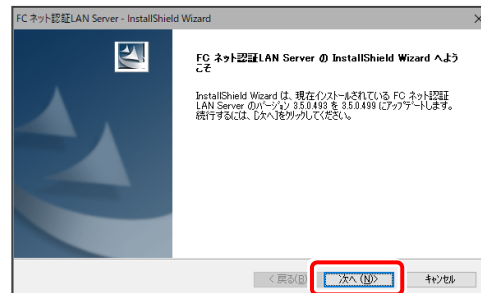 FC ネット認証LAN Server - InstallShield Wizard
FC ネット認証LAN Server の InstallShield Wizard へよう
こそ
InstallShield Wizard は、現在インストールされている FC ネット認証
LAN Server のバージョン 3.5.0.493 を 3.5.0.499 にアップデートします。
続行するには、[次へ]をクリックしてください。
< 戻る(B)
次へ (N)>
キャンセル